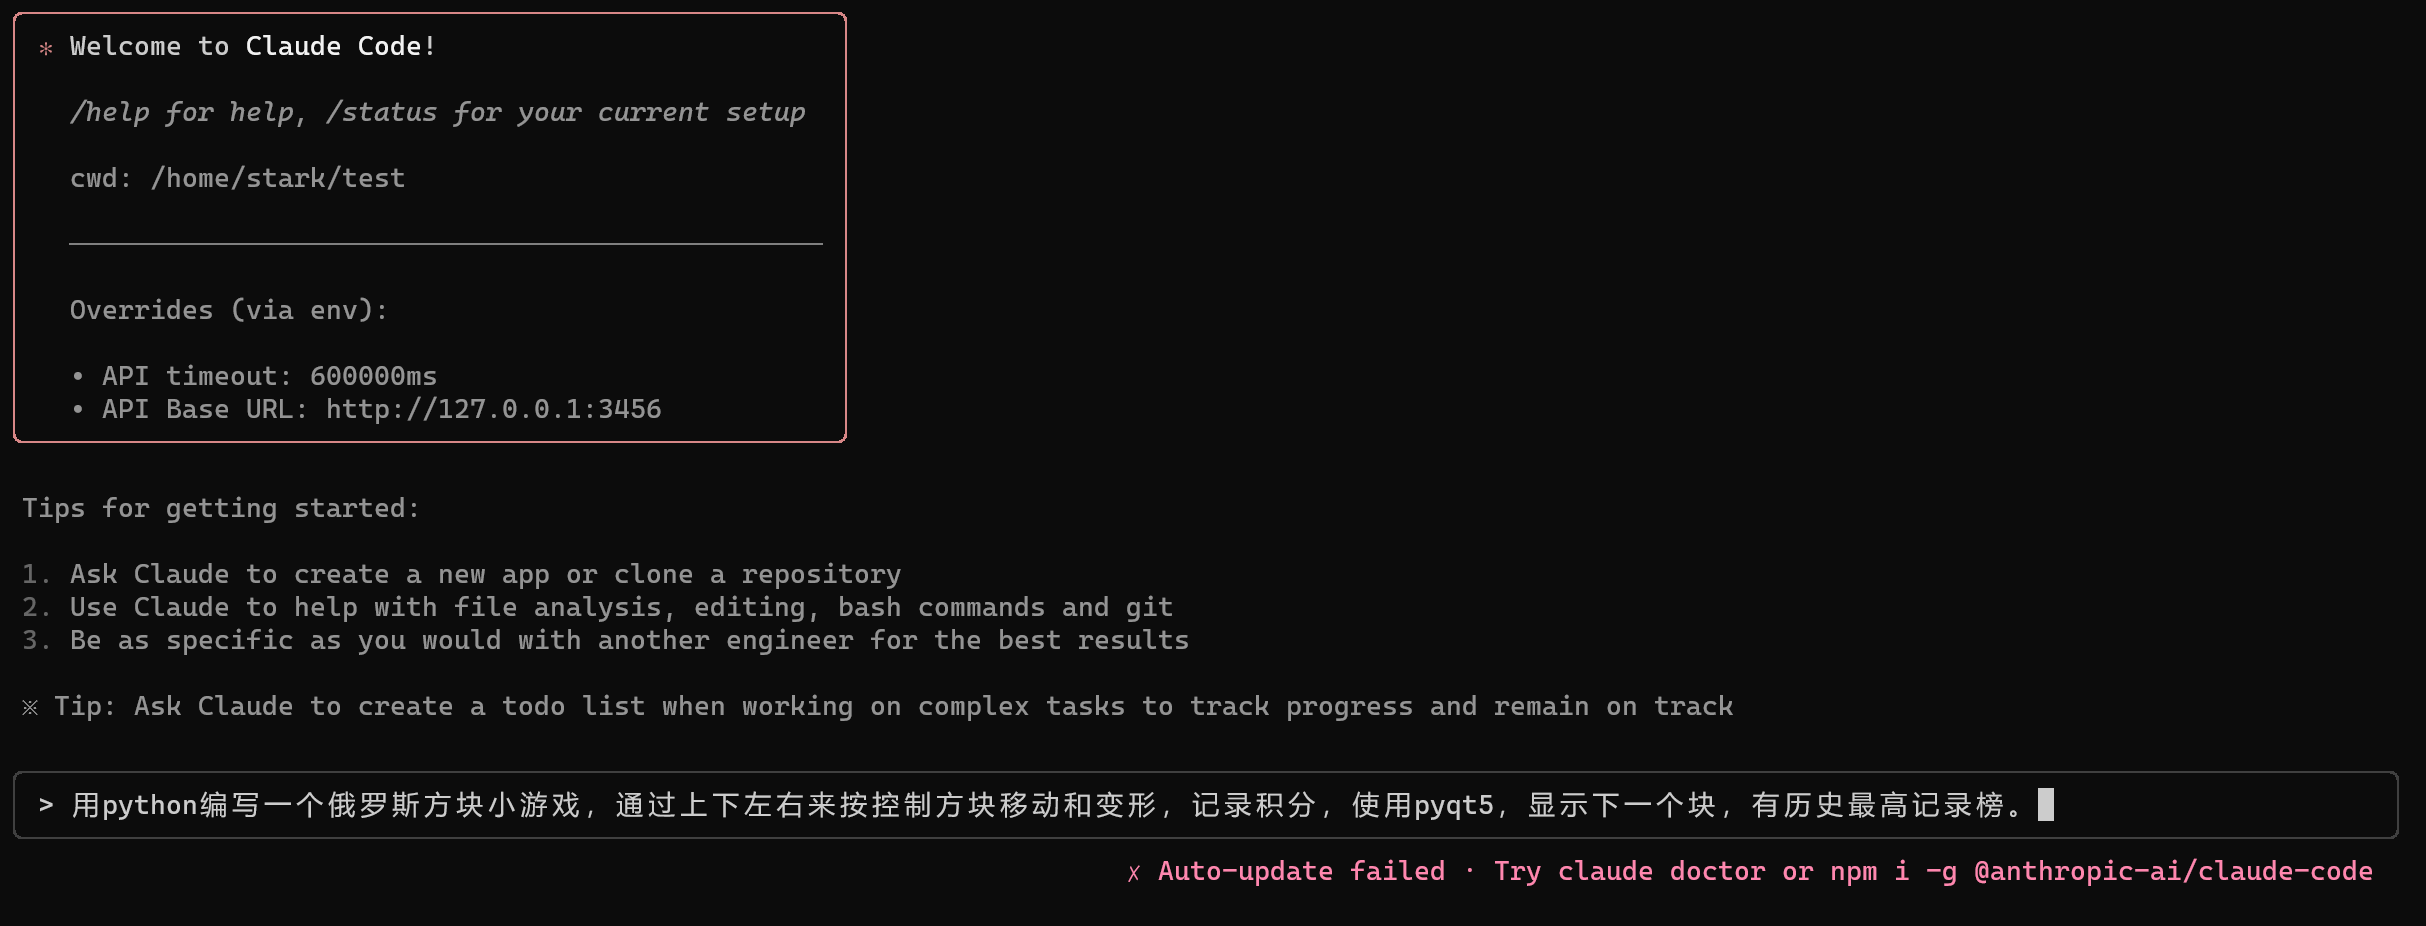 ✻ Welcome to Claude Code!
/help for help, /status for your current setup
cwd: /home/stark/test
Overrides (via env):
• API timeout: 600000ms
• API Base URL: http://127.0.0.1:3456
Tips for getting started:
1. Ask Claude to create a new app or clone a repository
2. Use Claude to help with file analysis, editing, bash commands and git
3. Be as specific as you would with another engineer for the best results
※ Tip: Ask Claude to create a todo list when working on complex tasks to track progress and remain on track
> 用python编写一个俄罗斯方块小游戏，通过上下左右来按控制方块移动和变形，记录积分，使用pyqt5，显示下一个块，有历史最高记录榜。
✗ Auto-update failed · Try claude doctor or npm i -g @anthropic-ai/claude-code